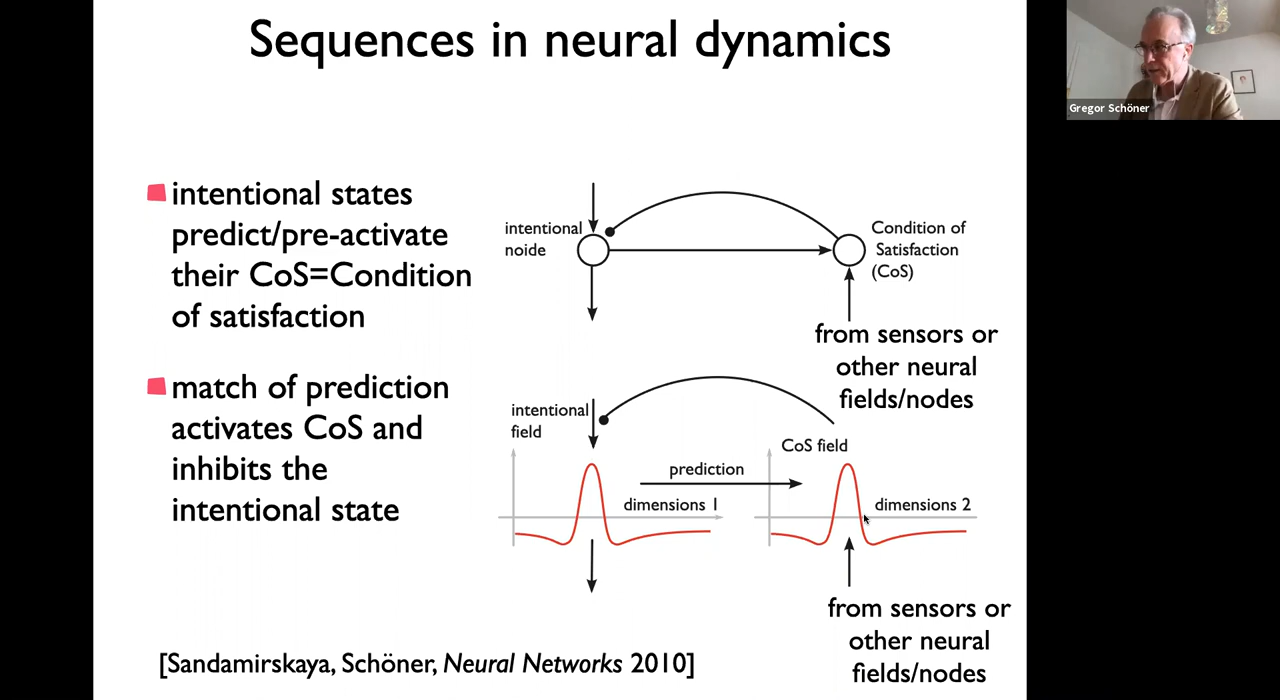 Sequences in neural dynamics
Gregor Schöner
intentional states
predict/pre-activate
their CoS=Condition
of satisfaction
match of prediction
activates CoS and
inhibits the
intentional state
intentional
noide
Condition of
Satisfaction
(CoS)
from sensors or
other neural
fields/nodes
intentional
field
CoS field
prediction
dimensions 1
dimensions 2
from sensors or
other neural
fields/nodes
[Sandamirskaya, Schöner, Neural Networks 2010]